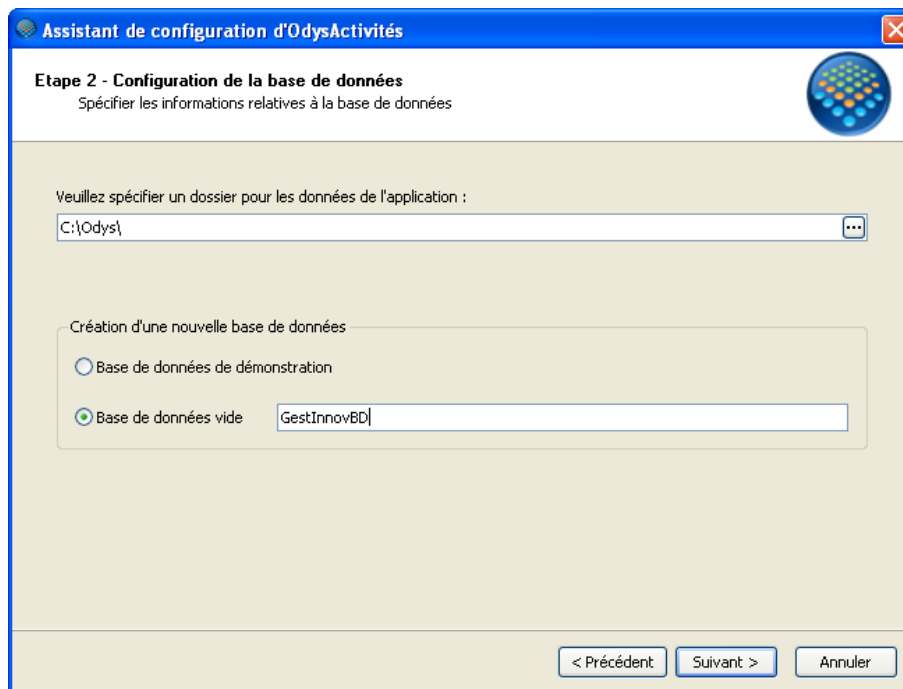 Assistant de configuration d'OdysActivités
Etape 2 - Configuration de la base de données
Spécifier les informations relatives à la base de données
Veuillez spécifier un dossier pour les données de l'application :
C:\Odys\
...
Création d'une nouvelle base de données
Base de données de démonstration
Base de données vide GestInnovBD
< Précédent Suivant > Annuler